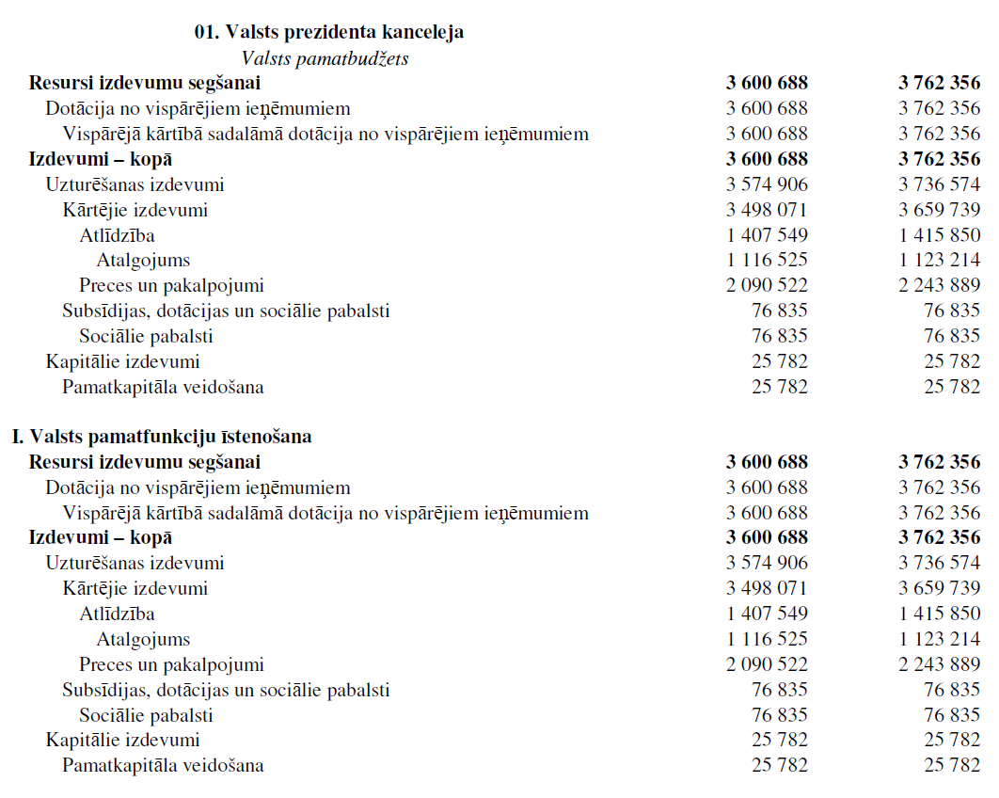 01. Valsts prezidenta kanceleja
Valsts pamatbudžets
Resursi izdevumu segšanai 3 600 688 3 762 356
Dotācija no vispārējiem ieņēmumiem 3 600 688 3 762 356
Vispārējā kārtībā sadalāmā dotācija no vispārējiem ieņēmumiem 3 600 688 3 762 356
Izdevumi – kopā 3 600 688 3 762 356
Uzturēšanas izdevumi 3 574 906 3 736 574
Kārtējie izdevumi 3 498 071 3 659 739
Atlīdzība 1 407 549 1 415 850
Atalgojums 1 116 525 1 123 214
Preces un pakalpojumi 2 090 522 2 243 889
Subsīdijas, dotācijas un sociālie pabalsti 76 835 76 835
Sociālie pabalsti 76 835 76 835
Kapitālie izdevumi 25 782 25 782
Pamatkapitāla veidošana 25 782 25 782
I. Valsts pamatfunkciju īstenošana
Resursi izdevumu segšanai 3 600 688 3 762 356
Dotācija no vispārējiem ieņēmumiem 3 600 688 3 762 356
Vispārējā kārtībā sadalāmā dotācija no vispārējiem ieņēmumiem 3 600 688 3 762 356
Izdevumi – kopā 3 600 688 3 762 356
Uzturēšanas izdevumi 3 574 906 3 736 574
Kārtējie izdevumi 3 498 071 3 659 739
Atlīdzība 1 407 549 1 415 850
Atalgojums 1 116 525 1 123 214
Preces un pakalpojumi 2 090 522 2 243 889
Subsīdijas, dotācijas un sociālie pabalsti 76 835 76 835
Sociālie pabalsti 76 835 76 835
Kapitālie izdevumi 25 782 25 782
Pamatkapitāla veidošana 25 782 25 782